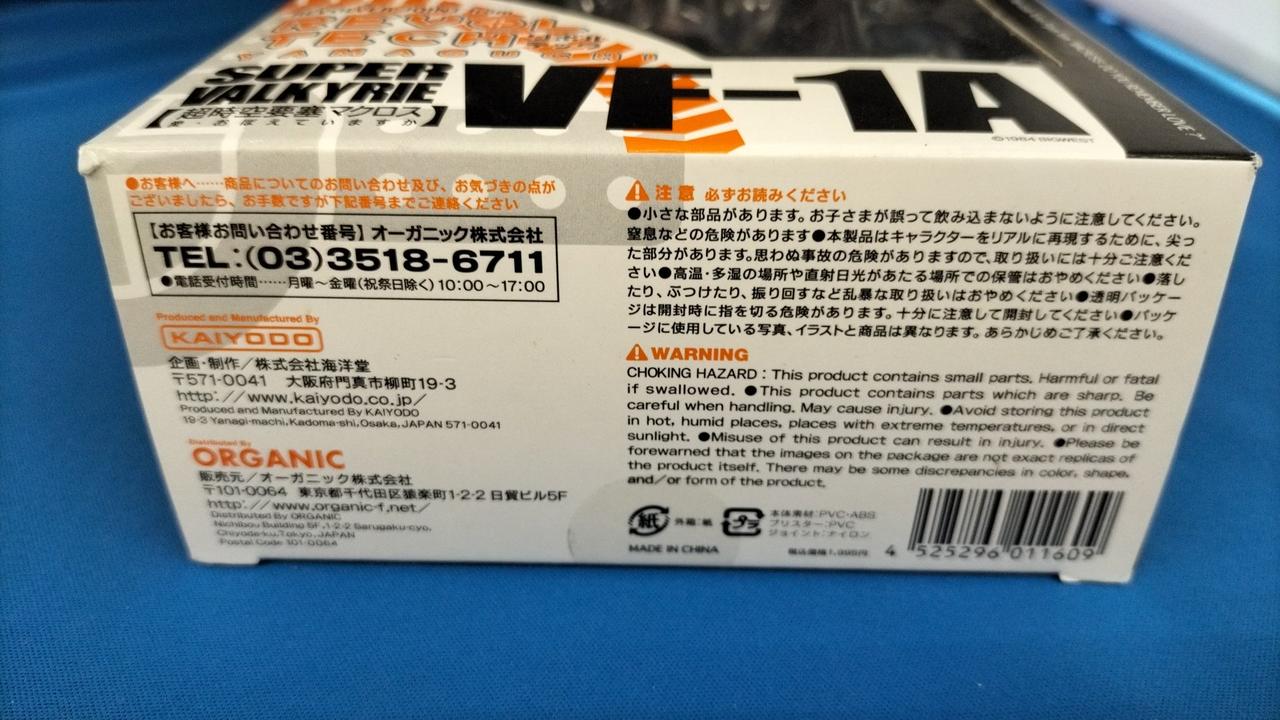 REVOL
TECH
YAMAGUCHI
SUPER
VALKYRIE
VF-1A
【超時空要塞マクロス】
愛・おぼえていますか
©1984 BIGWEST
●お客様へ……商品についてのお問い合わせ及び、お気づきの点が
ございましたら、お手数ですが下記番号までご連絡ください
【お客様お問い合わせ番号】オーガニック株式会社
TEL:(03)3518-6711
●電話受付時間……月曜～金曜(祝祭日除く)10:00～17:00
Produced and Manufactured By
KAIYODO
企画・制作/株式会社海洋堂
〒571-0041 大阪府門真市柳町19-3
http://www.kaiyodo.co.jp/
Produced and Manufactured By KAIYODO
19-3 Yanagi-machi,Kadoma-shi,Osaka,JAPAN 571-0041
Distributed By
ORGANIC
販売元/オーガニック株式会社
〒101-0064 東京都千代田区猿楽町1-2-2 日貿ビル5F
http://www.organic-f.net/
Distributed By ORGANIC
Nichibou Building 5F ,1-2-2 Sarugaku-cyo,
Chiyoda-ku,Tokyo,JAPAN
Postal Code 101-0064
注意 必ずお読みください
●小さな部品があります。お子さまが誤って飲み込まないように注意してください。
窒息などの危険があります●本製品はキャラクターをリアルに再現するために、尖っ
た部分があります。思わぬ事故の危険がありますので、取り扱いには十分ご注意くだ
さい●高温・多湿の場所や直射日光があたる場所での保管はおやめください●落し
たり、ぶつけたり、振り回すなど乱暴な取り扱いはおやめください●透明パッケー
ジは開封時に指を切る危険があります。十分に注意して開封してください●パッケ
ージに使用している写真、イラストと商品は異なります。あらかじめご了承ください。
WARNING
CHOKING HAZARD : This product contains small parts. Harmful or fatal
if swallowed. ●This product contains parts which are sharp. Be
careful when handling. May cause injury. ●Avoid storing this product
in hot, humid places, places with extreme temperatures, or in direct
sunlight. ●Misuse of this product can result in injury. ●Please be
forewarned that the images on the package are not exact replicas of
the product itself. There may be some discrepancies in color, shape,
and/or form of the product.
紙 外箱:紙
プラ 本体素材:PVC・ABS
ブリスター:PVC
ジョイント:ナイロン
MADE IN CHINA
税込価格1,995円
4 525296 011609